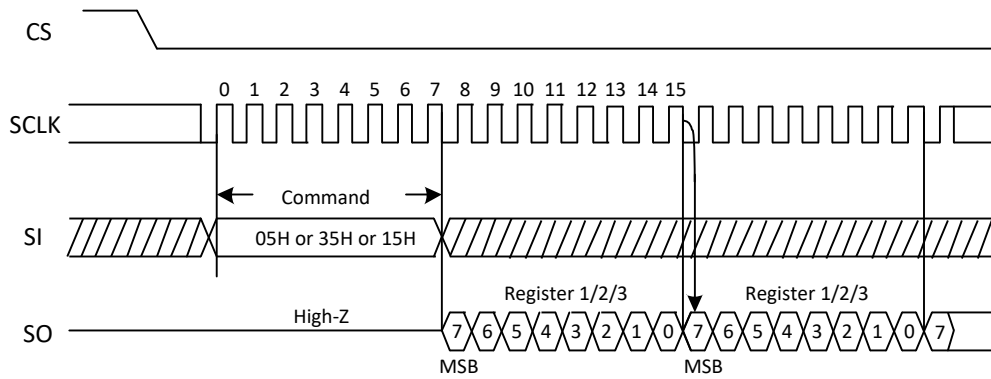 CS
0 1 2 3 4 5 6 7 8 9 10 11 12 13 14 15
SCLK
Command
SI
05H or 35H or 15H
Register 1/2/3 Register 1/2/3
High-Z
SO
7 6 5 4 3 2 1 0 7 6 5 4 3 2 1 0 7
MSB MSB